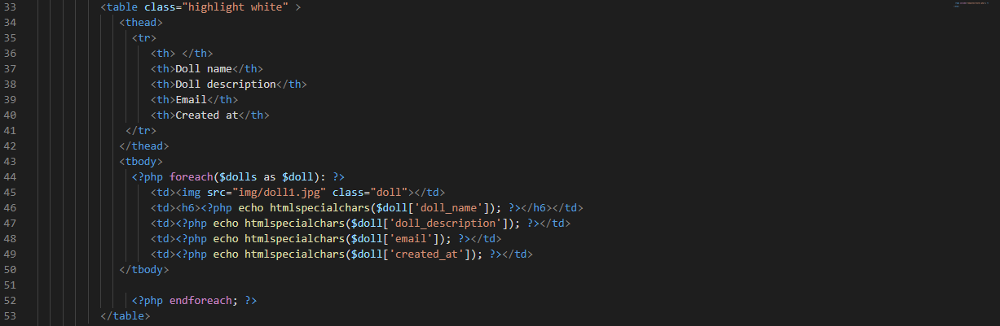 33 <table class="highlight white" >
34 <thead>
35 <tr>
36 <th> </th>
37 <th>Doll name</th>
38 <th>Doll description</th>
39 <th>Email</th>
40 <th>Created at</th>
41 </tr>
42 </thead>
43 <tbody>
44 <?php foreach($dolls as $doll): ?>
45 <td><img src="img/doll1.jpg" class="doll"></td>
46 <td><h6><?php echo htmlspecialchars($doll['doll_name']); ?></h6></td>
47 <td><?php echo htmlspecialchars($doll['doll_description']); ?></td>
48 <td><?php echo htmlspecialchars($doll['email']); ?></td>
49 <td><?php echo htmlspecialchars($doll['created_at']); ?></td>
50 </tbody>
51
52 <?php endforeach; ?>
53 </table>